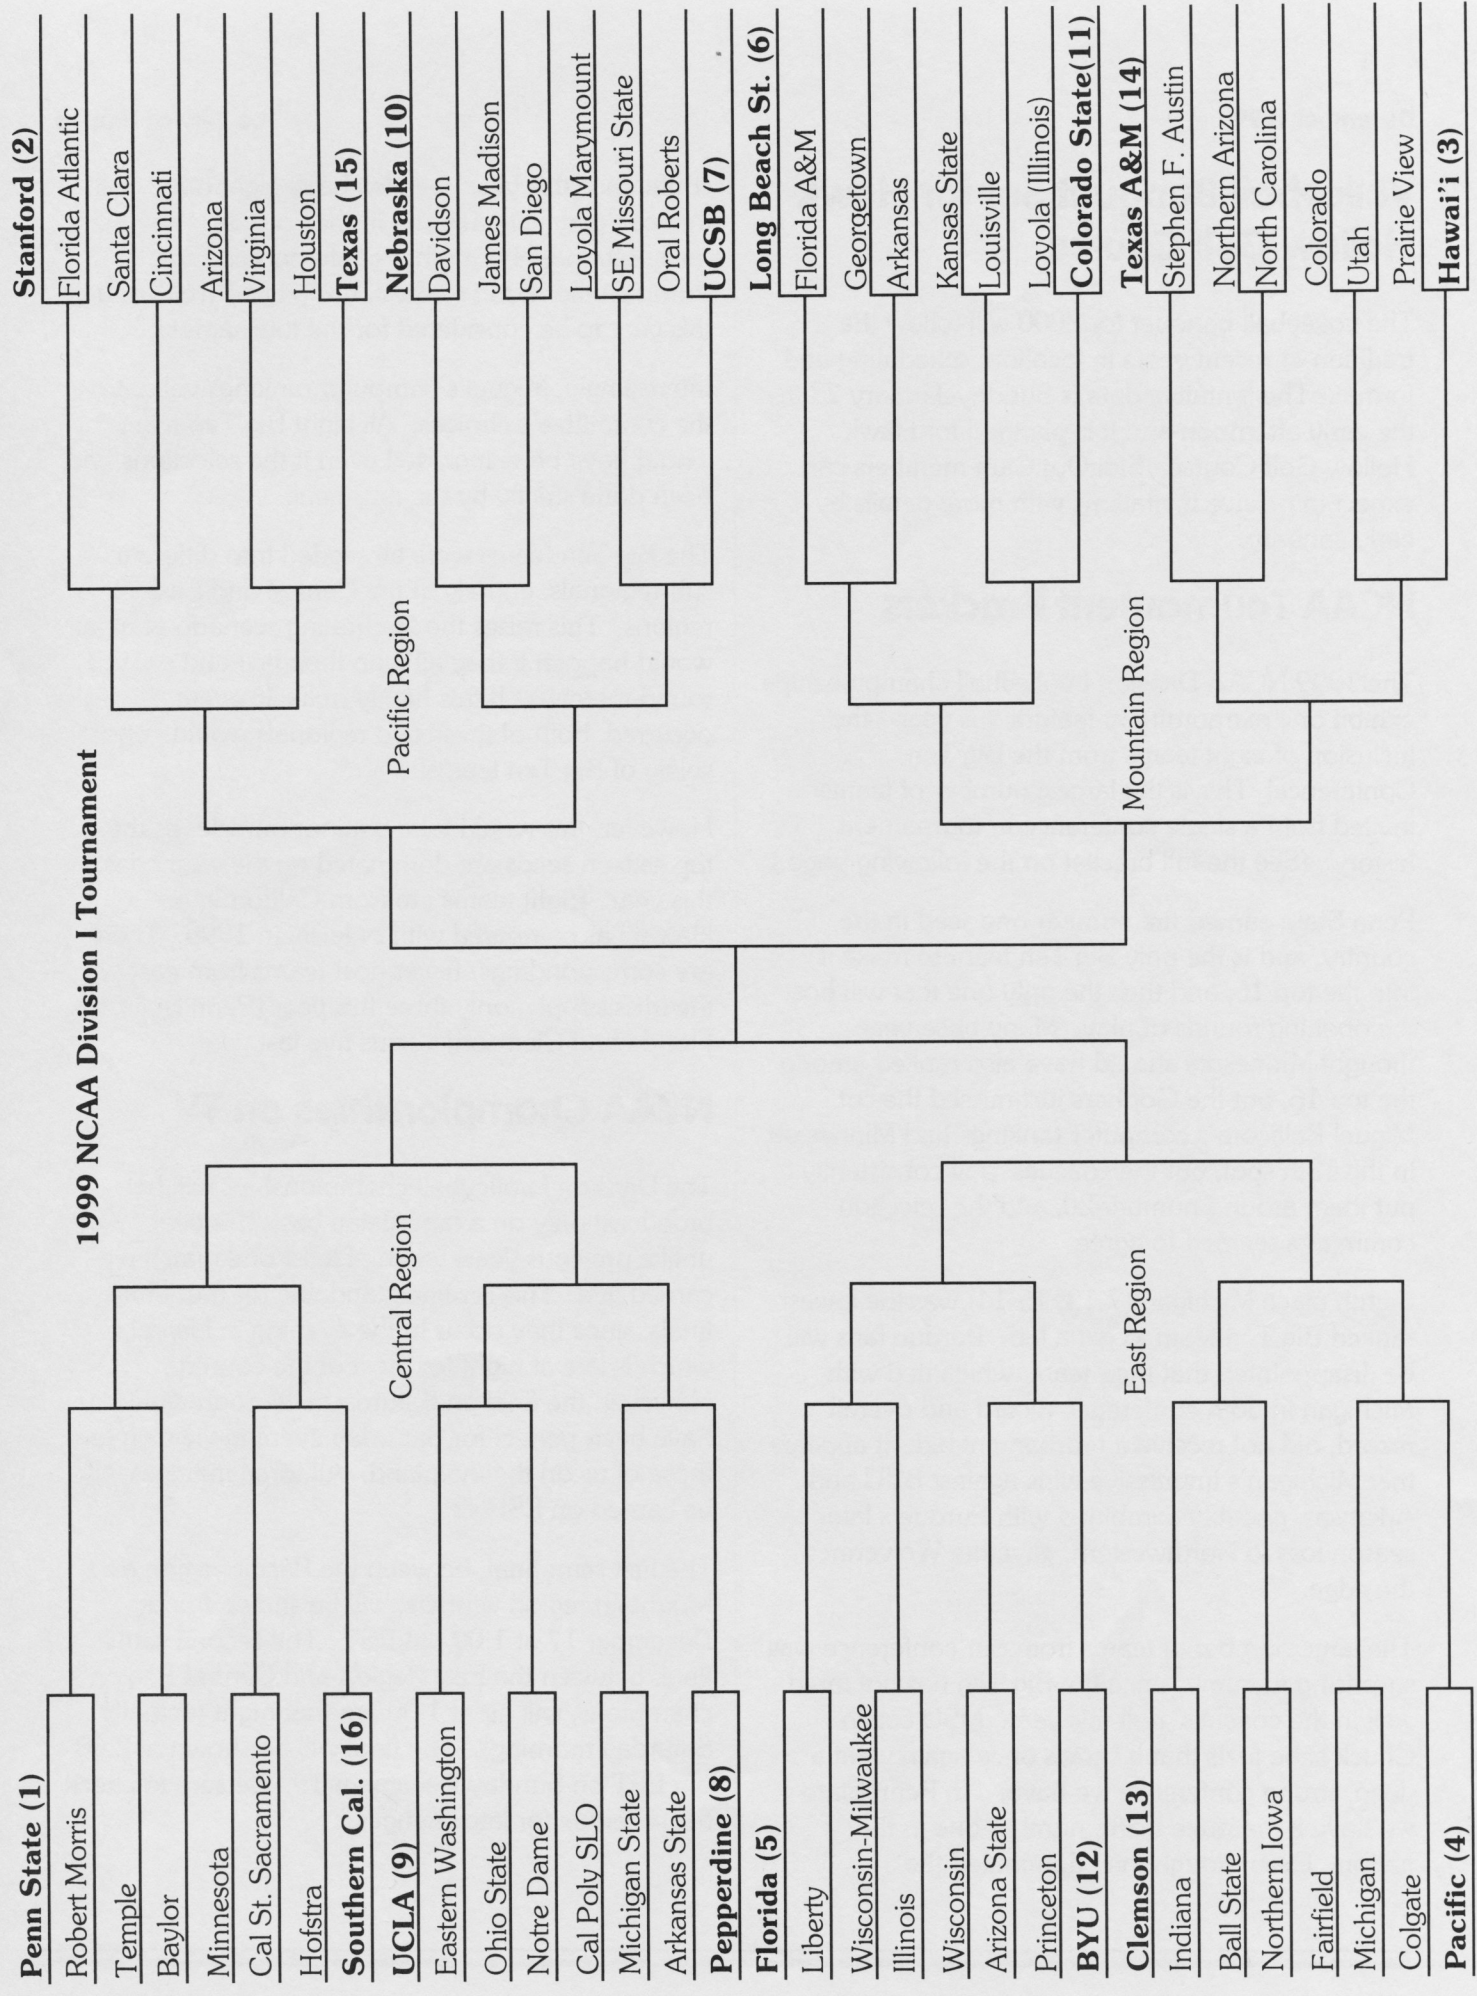 1999 NCAA Division I Tournament
Penn State (1)
Robert Morris
Temple
Baylor
Minnesota
Cal St. Sacramento
Hofstra
Southern Cal. (16)
UCLA (9)
Eastern Washington
Ohio State
Notre Dame
Cal Poly SLO
Michigan State
Arkansas State
Pepperdine (8)
Central Region
Florida (5)
Liberty
Wisconsin-Milwaukee
Illinois
Wisconsin
Arizona State
Princeton
BYU (12)
Clemson (13)
Indiana
Ball State
Northern Iowa
Fairfield
Michigan
Colgate
Pacific (4)
East Region
Stanford (2)
Florida Atlantic
Santa Clara
Cincinnati
Arizona
Virginia
Houston
Texas (15)
Nebraska (10)
Davidson
James Madison
San Diego
Loyola Marymount
SE Missouri State
Oral Roberts
UCSB (7)
Pacific Region
Long Beach St. (6)
Florida A&M
Georgetown
Arkansas
Kansas State
Louisville
Loyola (Illinois)
Colorado State(11)
Texas A&M (14)
Stephen F. Austin
Northern Arizona
North Carolina
Colorado
Utah
Prairie View
Hawai'i (3)
Mountain Region